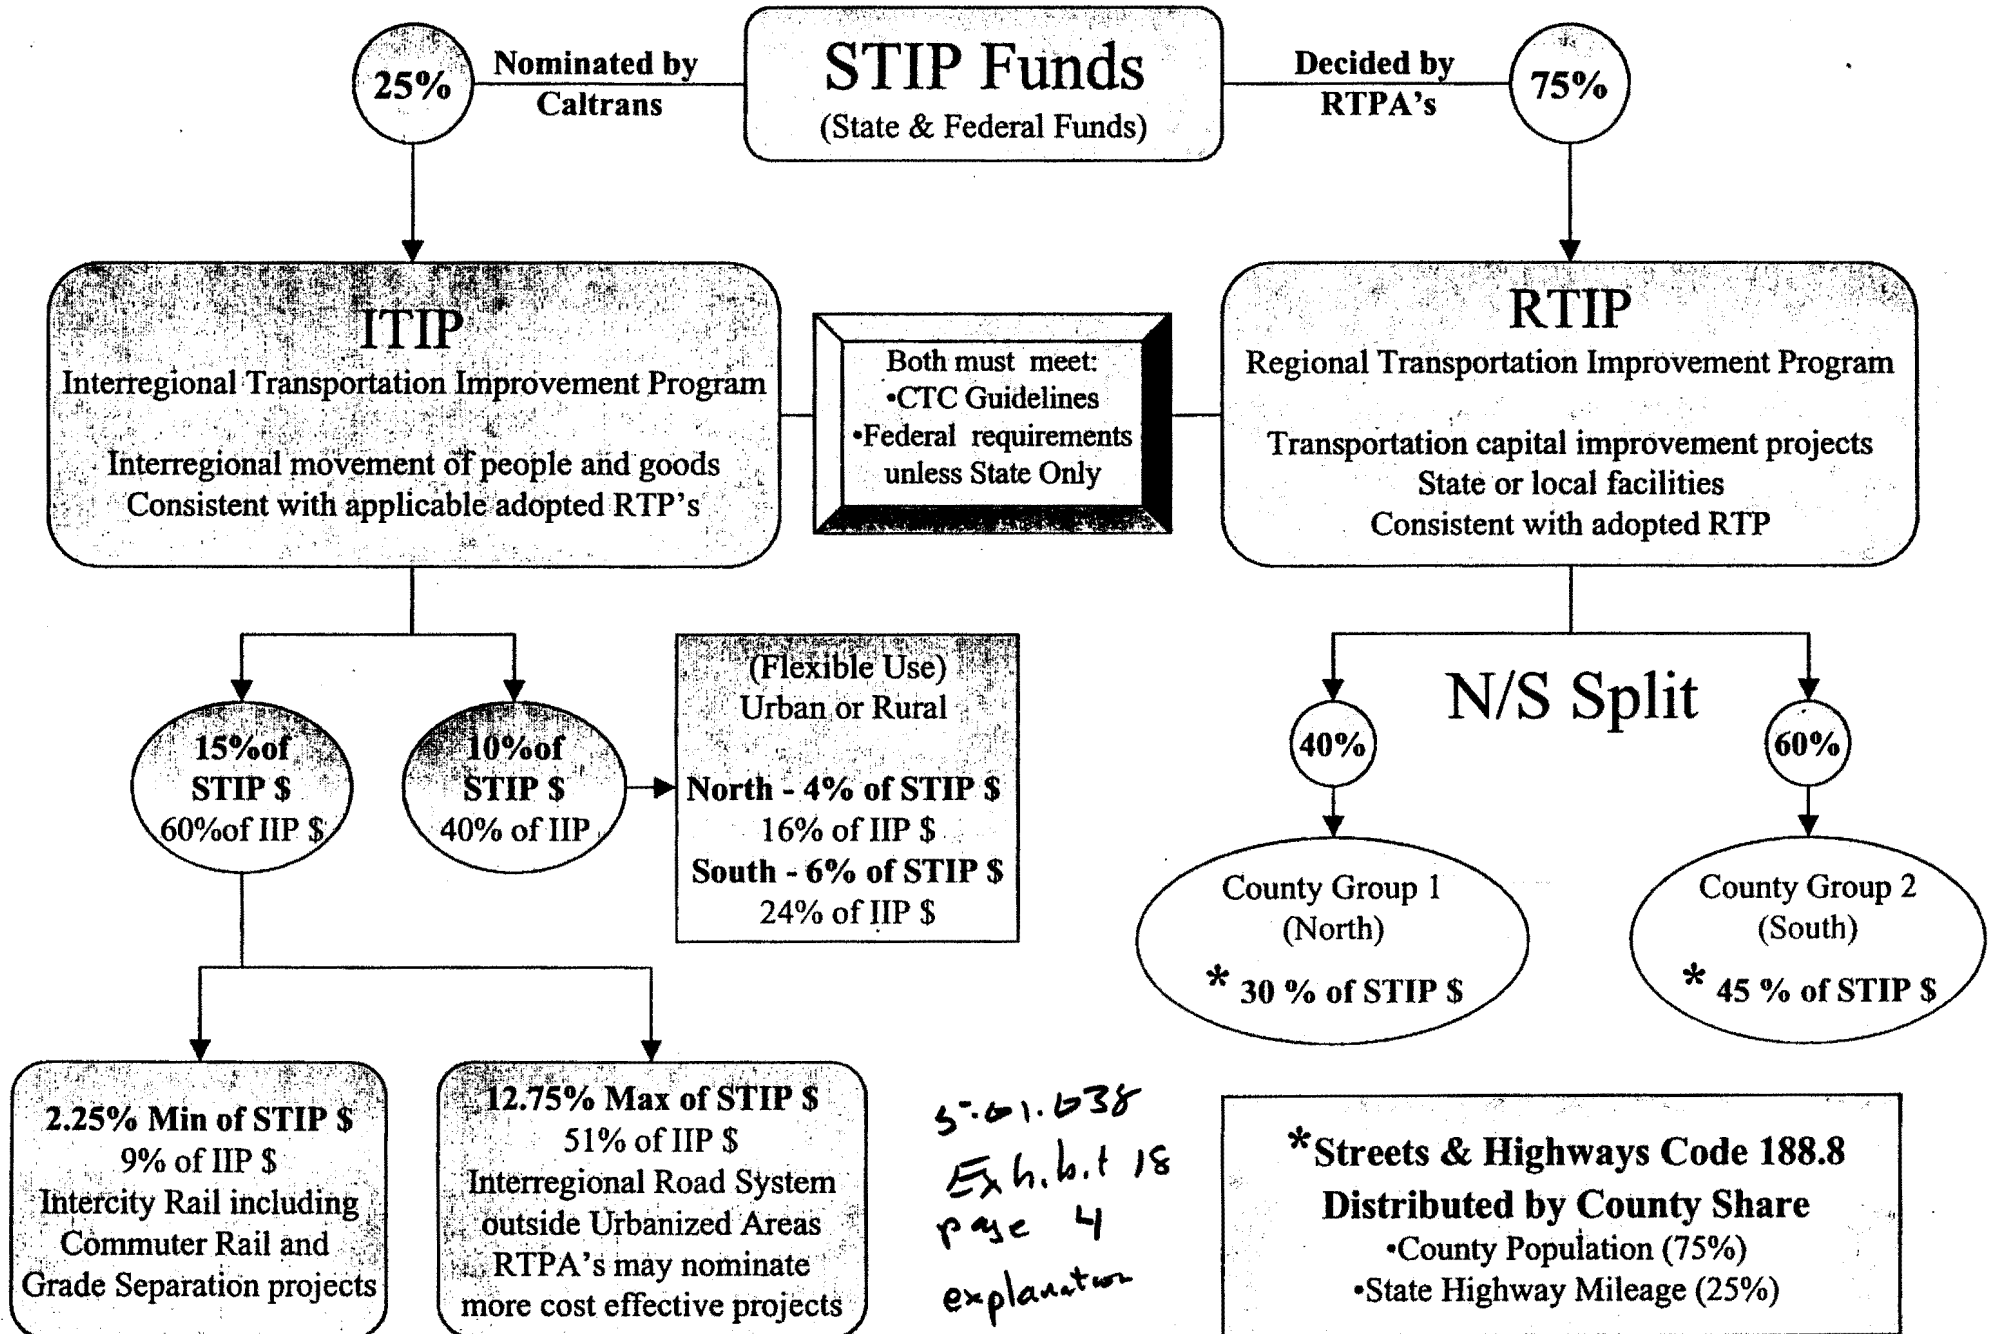 STIP Funds
(State & Federal Funds)
25%
Nominated by
Caltrans
Decided by
RTPA's
75%
ITIP
Interregional Transportation Improvement Program
Interregional movement of people and goods
Consistent with applicable adopted RTP's
Both must meet:
•CTC Guidelines
•Federal requirements
unless State Only
RTIP
Regional Transportation Improvement Program
Transportation capital improvement projects
State or local facilities
Consistent with adopted RTP
15%of
STIP $
60%of IIP $
10%of
STIP $
40% of IIP
(Flexible Use)
Urban or Rural
North - 4% of STIP $
16% of IIP $
South - 6% of STIP $
24% of IIP $
N/S Split
40%
60%
County Group 1
(North)
* 30 % of STIP $
County Group 2
(South)
* 45 % of STIP $
2.25% Min of STIP $
9% of IIP $
Intercity Rail including
Commuter Rail and
Grade Separation projects
12.75% Max of STIP $
51% of IIP $
Interregional Road System
outside Urbanized Areas
RTPA's may nominate
more cost effective projects
Exhibit 18
page 4
explanation
*Streets & Highways Code 188.8
Distributed by County Share
•County Population (75%)
•State Highway Mileage (25%)